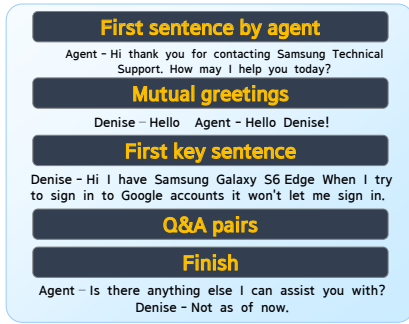 First sentence by agent
Agent – Hi thank you for contacting Samsung Technical
Support. How may I help you today?
Mutual greetings
Denise – Hello   Agent – Hello Denise!
First key sentence
Denise – Hi I have Samsung Galaxy S6 Edge When I try
to sign in to Google accounts it won't let me sign in.
Q&A pairs
Finish
Agent – Is there anything else I can assist you with?
Denise – Not as of now.